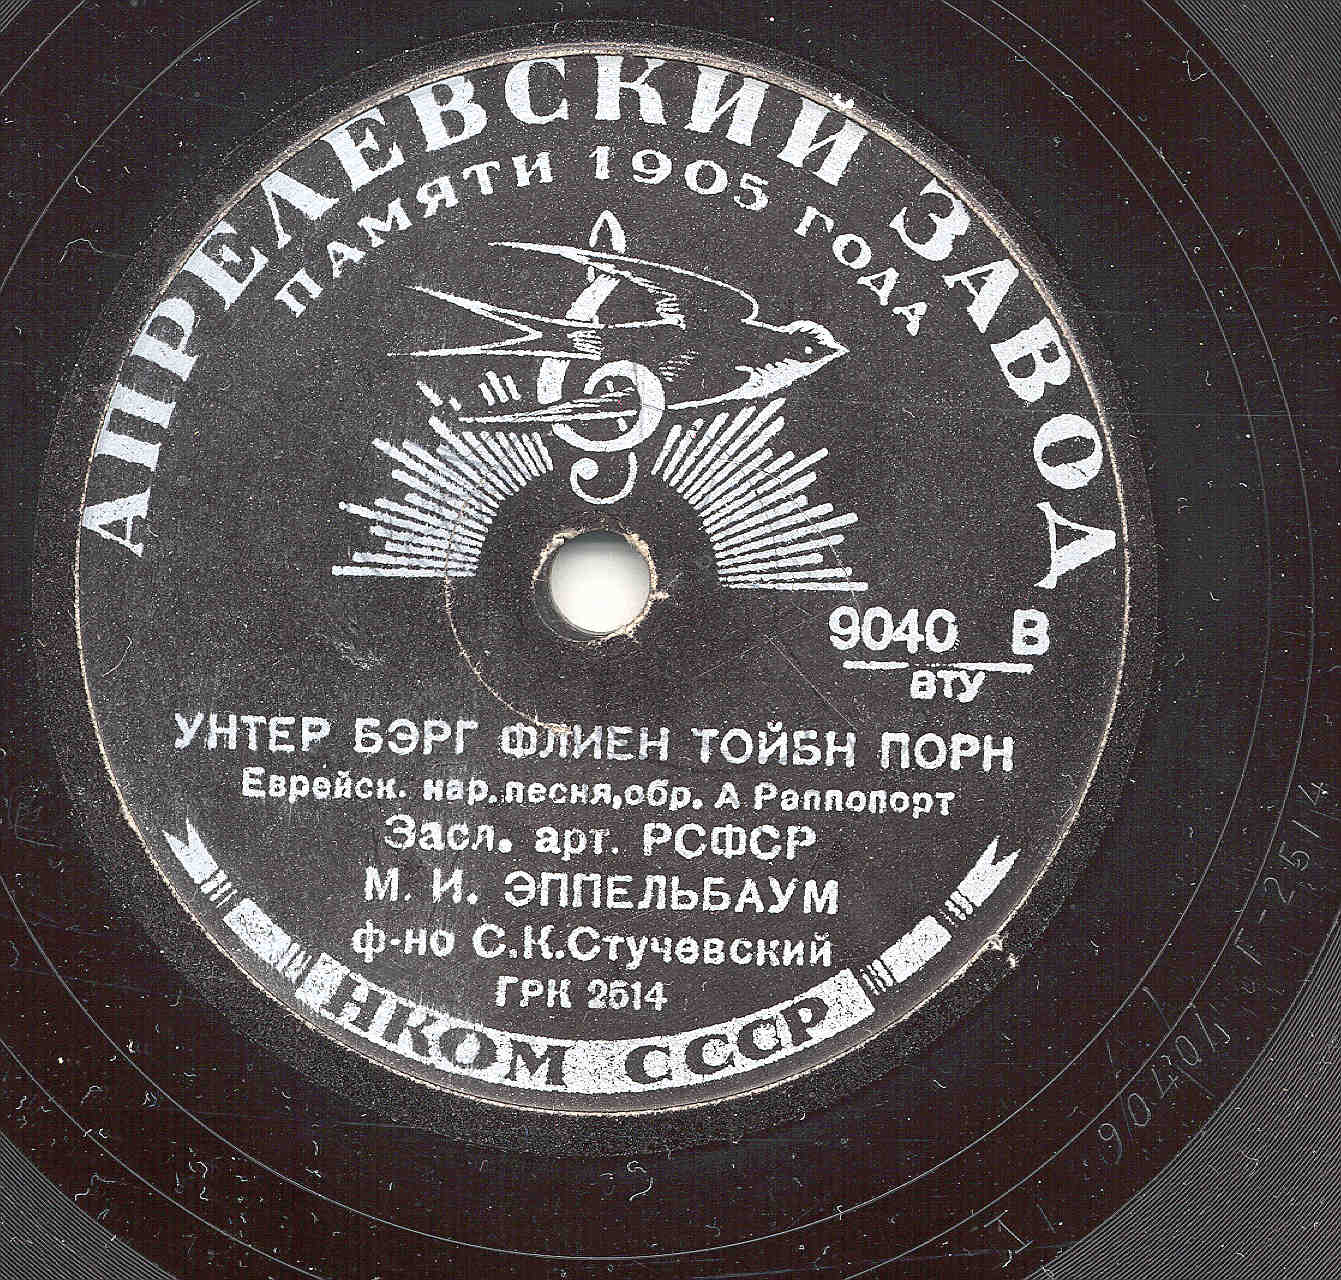 АПРЕЛЕВСКИЙ ЗАВОД
ПАМЯТИ 1905 ГОДА
9040 В
ВТУ
УНТЕР БЭРГ ФЛИЕН ТОЙБН ПОРН
Еврейск. нар. песня, обр. А Раппопорт
Засл. арт. РСФСР
М. И. ЭППЕЛЬБАУМ
ф-но С.К.Стучевский
ГРК 2514
НКОМ СССР
Г-2514